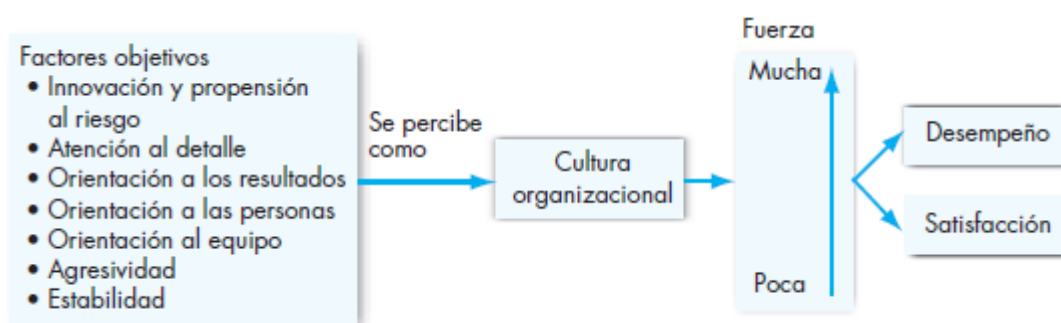 Factores objetivos
• Innovación y propensión
al riesgo
• Atención al detalle
• Orientación a los resultados
• Orientación a las personas
• Orientación al equipo
• Agresividad
• Estabilidad
Se percibe
como
Cultura
organizacional
Fuerza
Mucha
Poca
Desempeño
Satisfacción